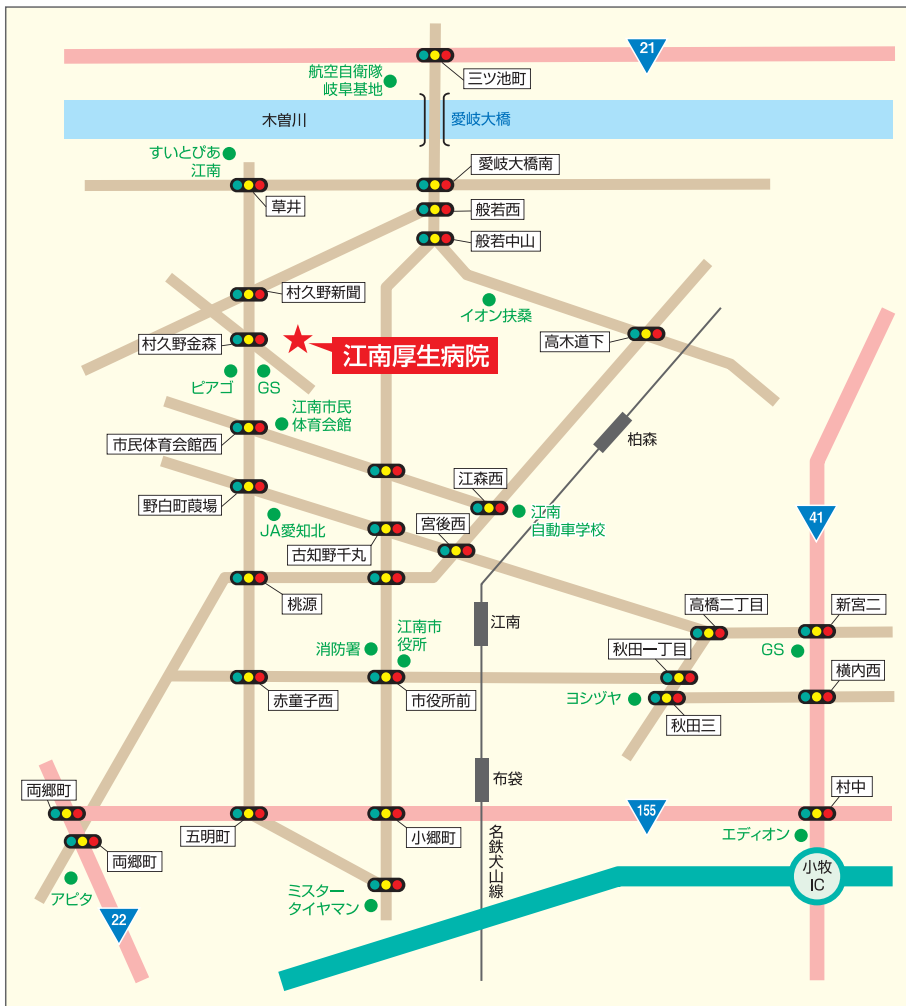 21
三ツ池町
航空自衛隊
岐阜基地
木曽川
愛岐大橋
すいとぴあ
江南
愛岐大橋南
草井
般若西
般若中山
村久野新聞
イオン扶桑
高木道下
村久野金森
江南厚生病院
ピアゴ
GS
江南市民
体育会館
市民体育会館西
柏森
江森西
野白町葭場
江南
自動車学校
41
JA愛知北
宮後西
古知野千丸
桃源
江南
高橋二丁目
新宮二
消防署
江南市
役所
秋田一丁目
GS
横内西
赤童子西
市役所前
ヨシヅヤ
秋田三
布袋
両郷町
村中
155
五明町
小郷町
エディオン
名鉄犬山線
両郷町
小牧
IC
アピタ
ミスター
タイヤマン
22